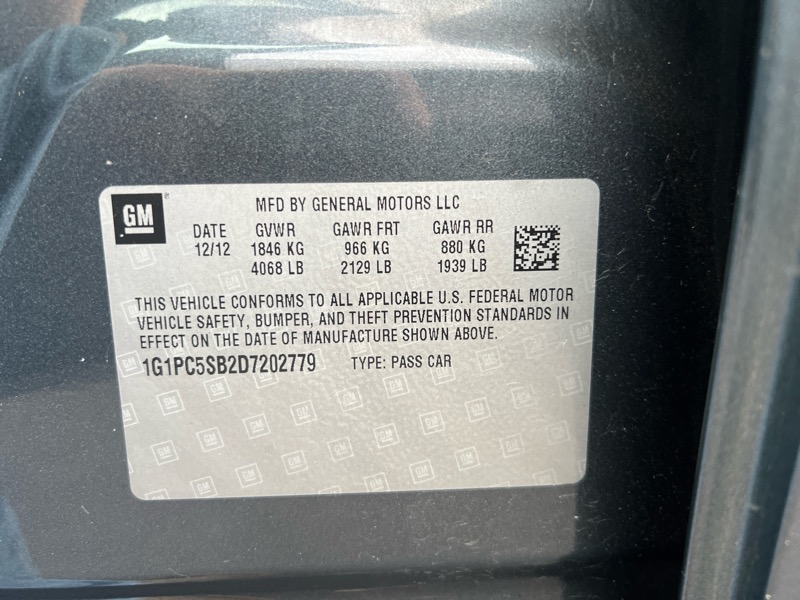 GM
MFD BY GENERAL MOTORS LLC
DATE GVWR GAWR FRT GAWR RR
12/12 1846 KG 966 KG 880 KG
4068 LB 2129 LB 1939 LB
THIS VEHICLE CONFORMS TO ALL APPLICABLE U.S. FEDERAL MOTOR
VEHICLE SAFETY, BUMPER, AND THEFT PREVENTION STANDARDS IN
EFFECT ON THE DATE OF MANUFACTURE SHOWN ABOVE.
1G1PC5SB2D7202779 TYPE: PASS CAR